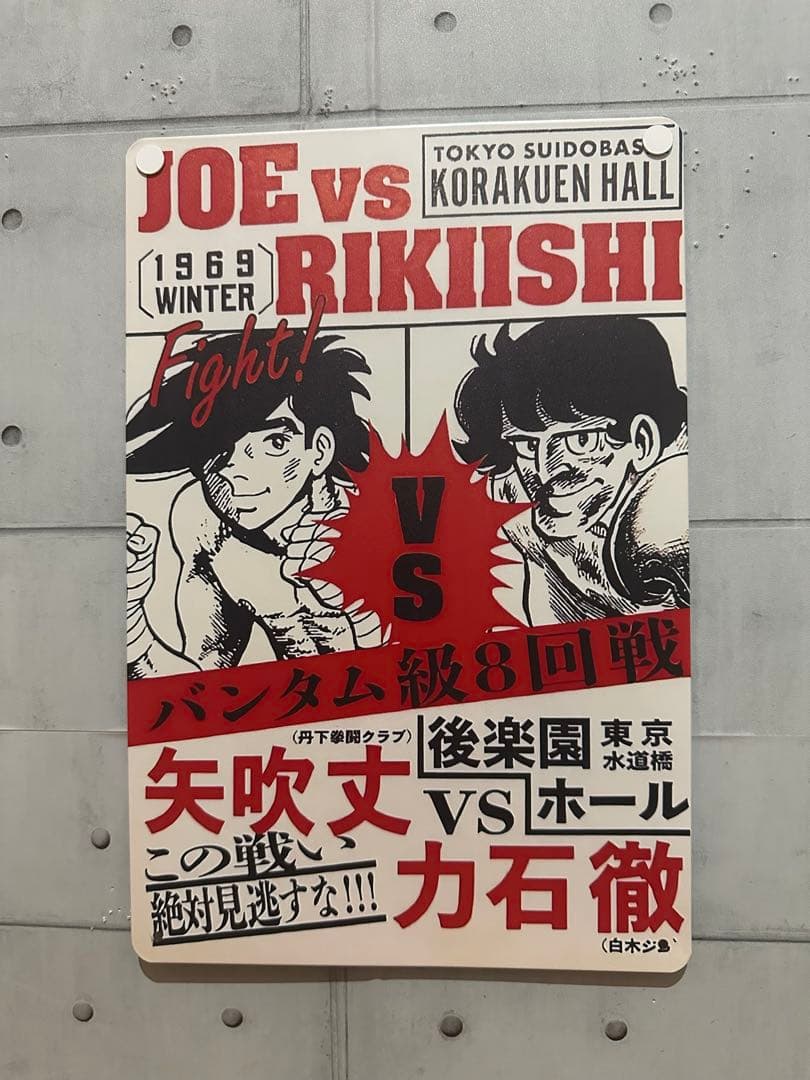 JOE VS
TOKYO SUIDOBAS
KORAKUEN HALL
1969
WINTER
RIKIISHI
Fight!
VS
バンタム級8回戦
(丹下拳闘クラブ)
矢吹丈
後楽園
東京
水道橋
ホール
VS
この戦い
絶対見逃すな!!!
力石徹
(白木ジ